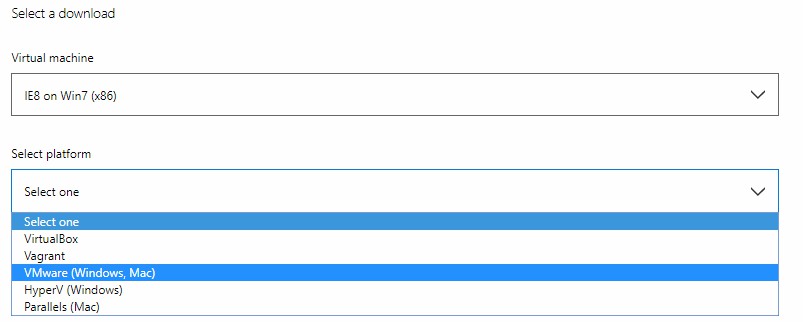 Select a download
Virtual machine
IE8 on Win7 (x86)
Select platform
Select one
Select one
VirtualBox
Vagrant
VMware (Windows, Mac)
HyperV (Windows)
Parallels (Mac)